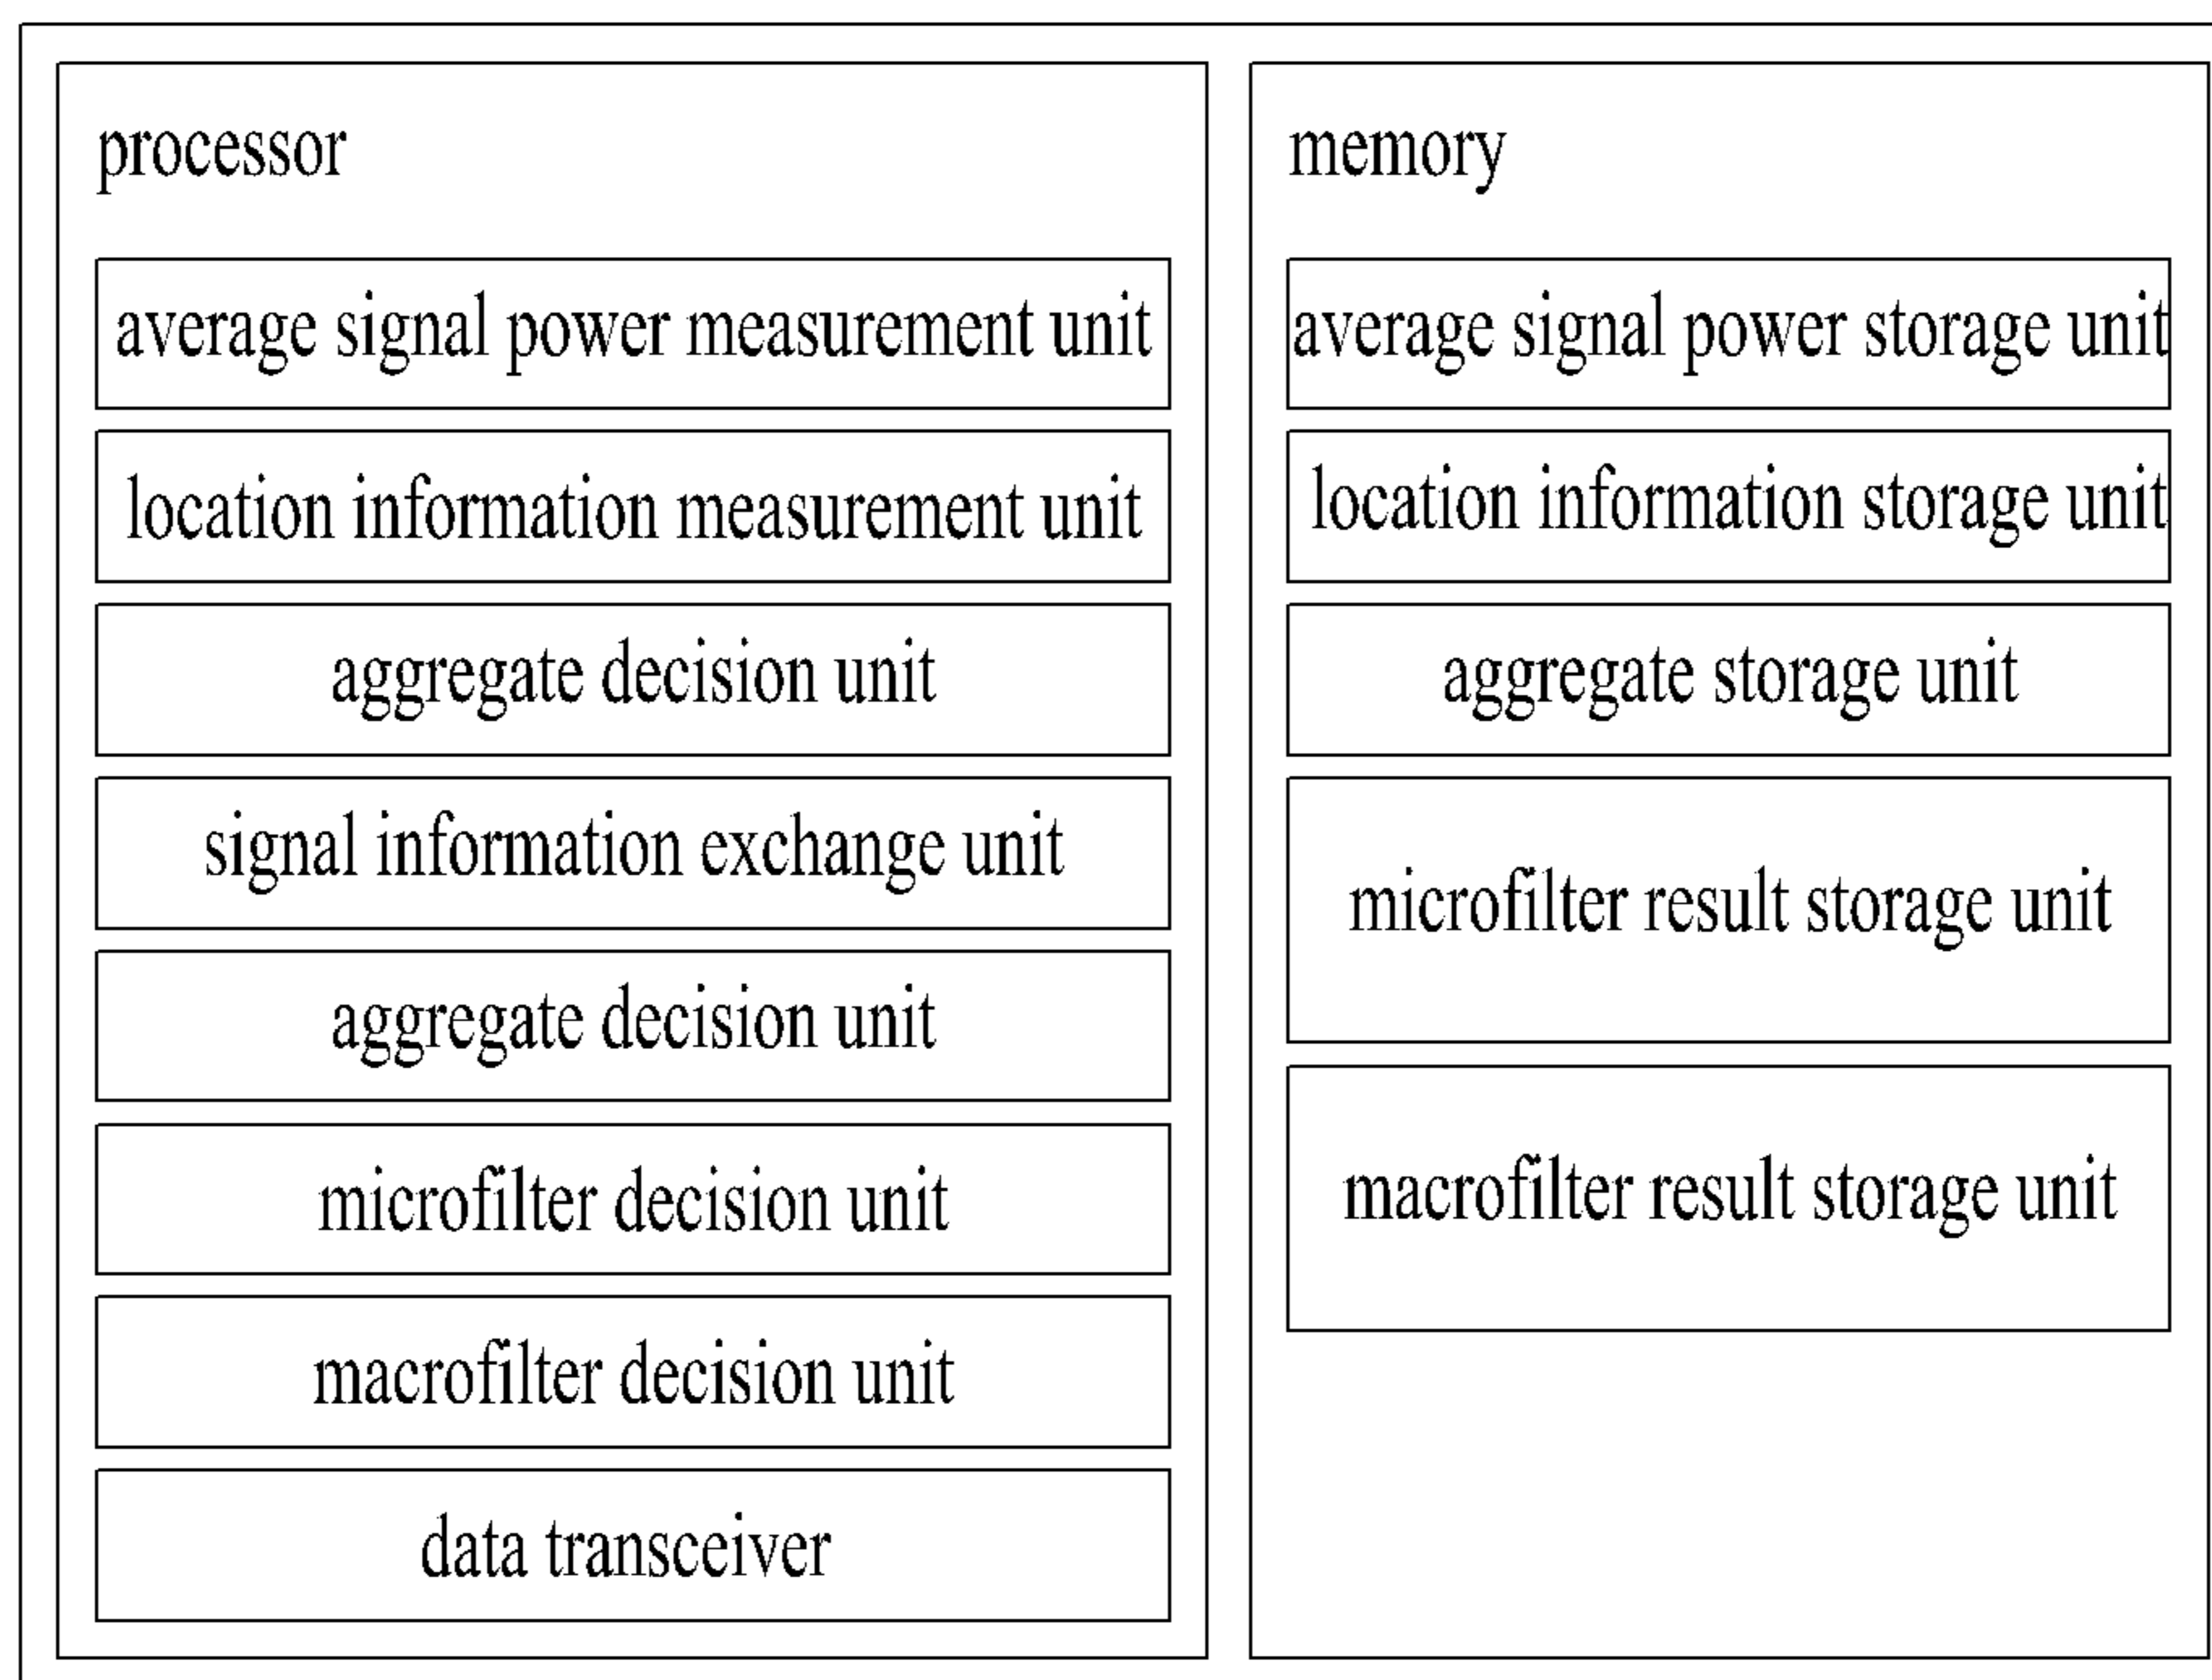 processor
average signal power measurement unit
location information measurement unit
aggregate decision unit
signal information exchange unit
aggregate decision unit
microfilter decision unit
macrofilter decision unit
data transceiver
memory
average signal power storage unit
location information storage unit
aggregate storage unit
microfilter result storage unit
macrofilter result storage unit